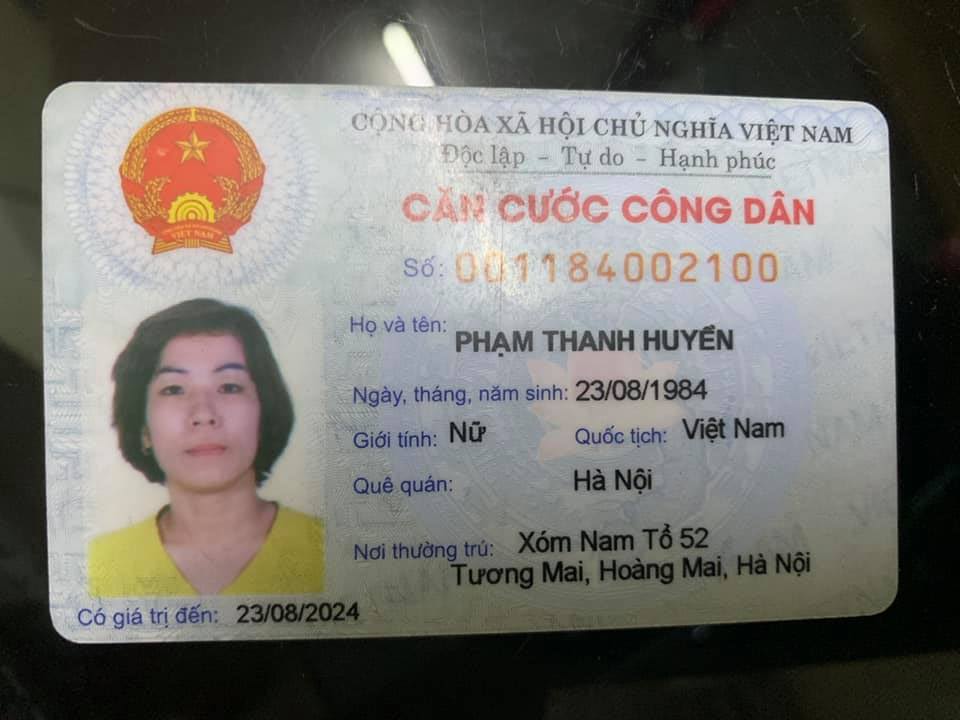 CỘNG HÒA XÃ HỘI CHỦ NGHĨA VIỆT NAM
Độc lập - Tự do - Hạnh phúc
CĂN CƯỚC CÔNG DÂN
Số: 001184002100
Họ và tên: PHẠM THANH HUYỀN
Ngày, tháng, năm sinh: 23/08/1984
Giới tính: Nữ Quốc tịch: Việt Nam
Quê quán: Hà Nội
Nơi thường trú: Xóm Nam Tổ 52
Tương Mai, Hoàng Mai, Hà Nội
Có giá trị đến: 23/08/2024
VIỆT NAM